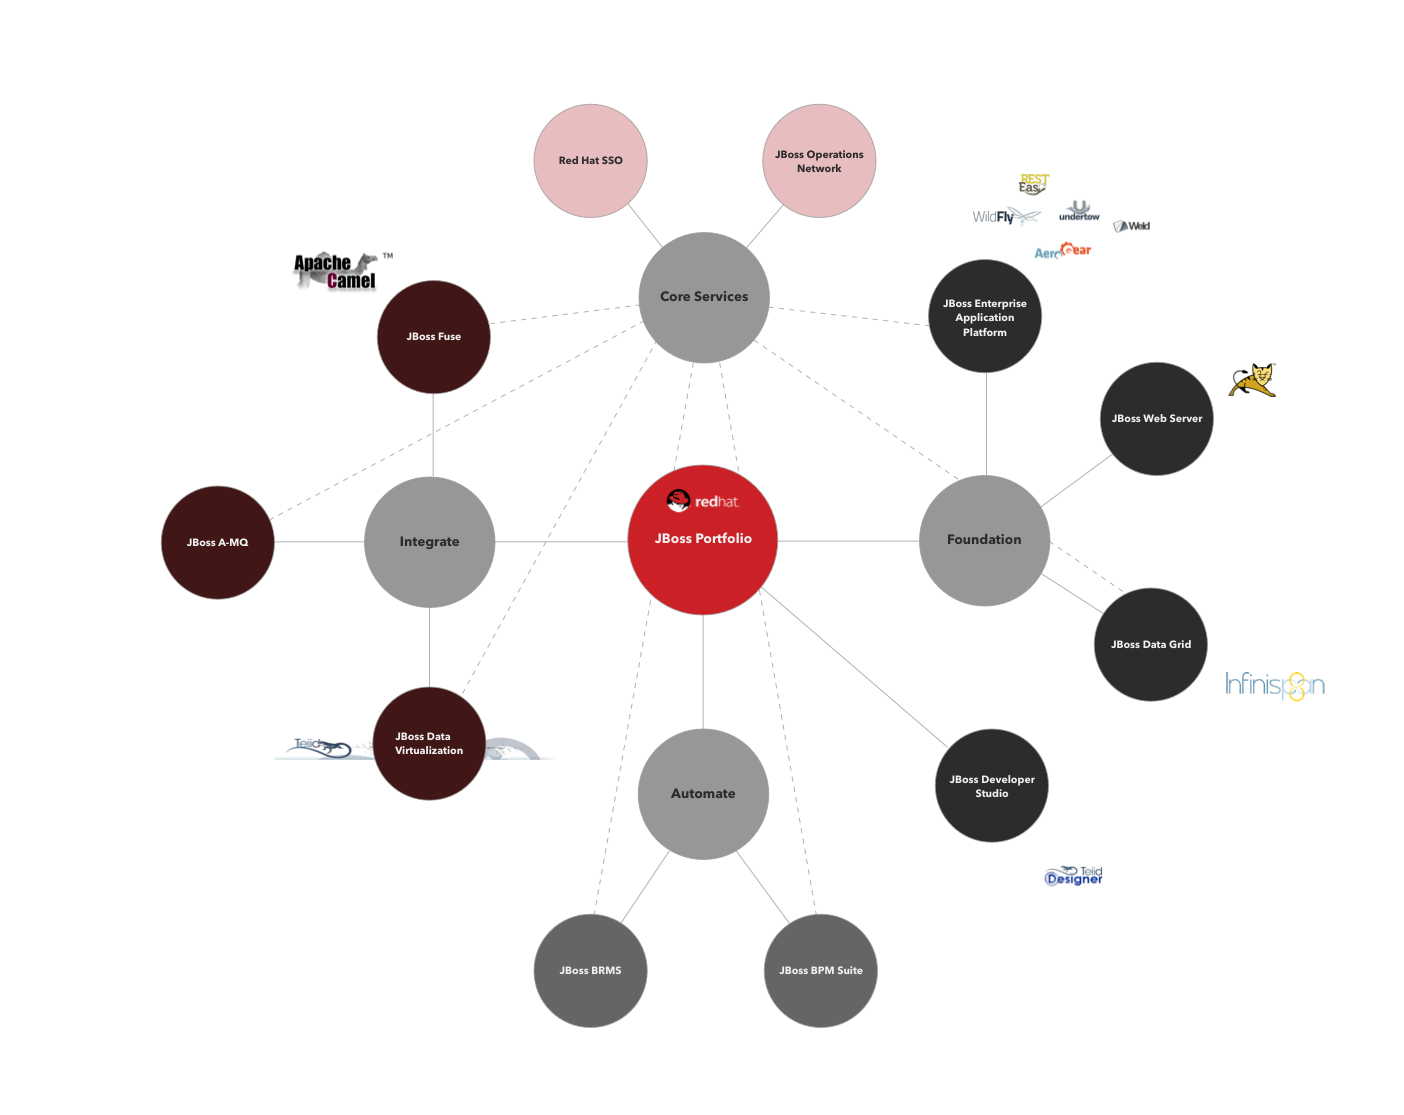 Red Hat SSO
JBoss Operations
Network
REST
Easy
WildFly
undertow
Weld
AeroGear
Apache
Camel
TM
Core Services
JBoss Enterprise
Application
Platform
JBoss Fuse
JBoss Web Server
redhat.
JBoss Portfolio
JBoss A-MQ
Integrate
Foundation
JBoss Data Grid
Infinispan
Teiid
JBoss Data
Virtualization
JBoss Developer
Studio
Automate
Teiid
Designer
JBoss BRMS
JBoss BPM Suite